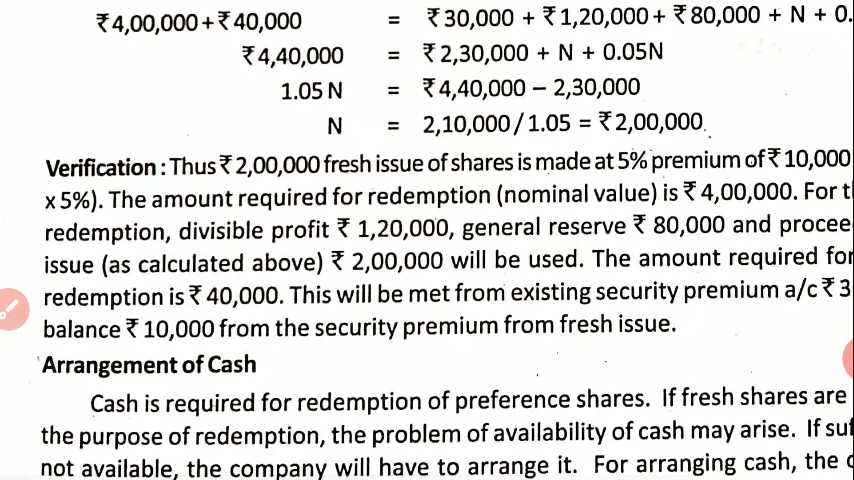 ₹4,00,000+₹40,000 = ₹30,000 + ₹1,20,000+ ₹80,000 + N + 0.
₹4,40,000 = ₹2,30,000 + N + 0.05N
1.05 N = ₹4,40,000 – 2,30,000
N = 2,10,000/1.05 = ₹2,00,000.
Verification : Thus ₹2,00,000 fresh issue of shares is made at 5% premium of ₹10,000
x 5%). The amount required for redemption (nominal value) is ₹4,00,000. For
redemption, divisible profit ₹ 1,20,000, general reserve ₹ 80,000 and
issue (as calculated above) ₹ 2,00,000 will be used. The amount required for
redemption is ₹40,000. This will be met from existing security premium a/c ₹
balance ₹10,000 from the security premium from fresh issue.
Arrangement of Cash
Cash is required for redemption of preference shares. If fresh shares are
the purpose of redemption, the problem of availability of cash may arise. If
not available, the company will have to arrange it. For arranging cash, the